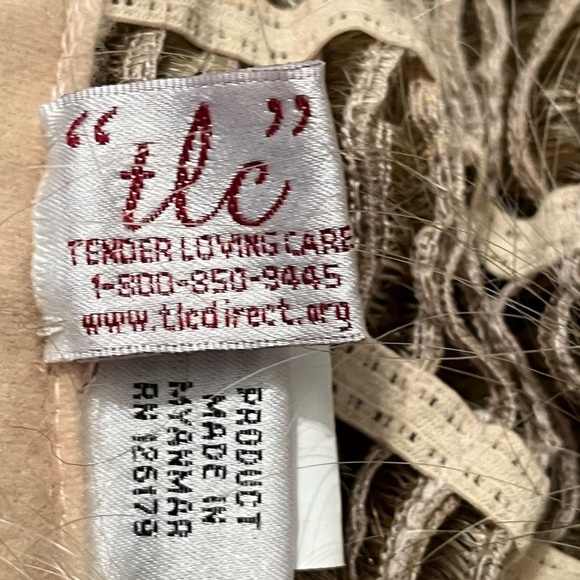 “tlc”
TENDER LOVING CARE
1-800-850-9445
www.tlcdirect.org
PRODUCT
MADE IN
MYANMAR
RN 126179